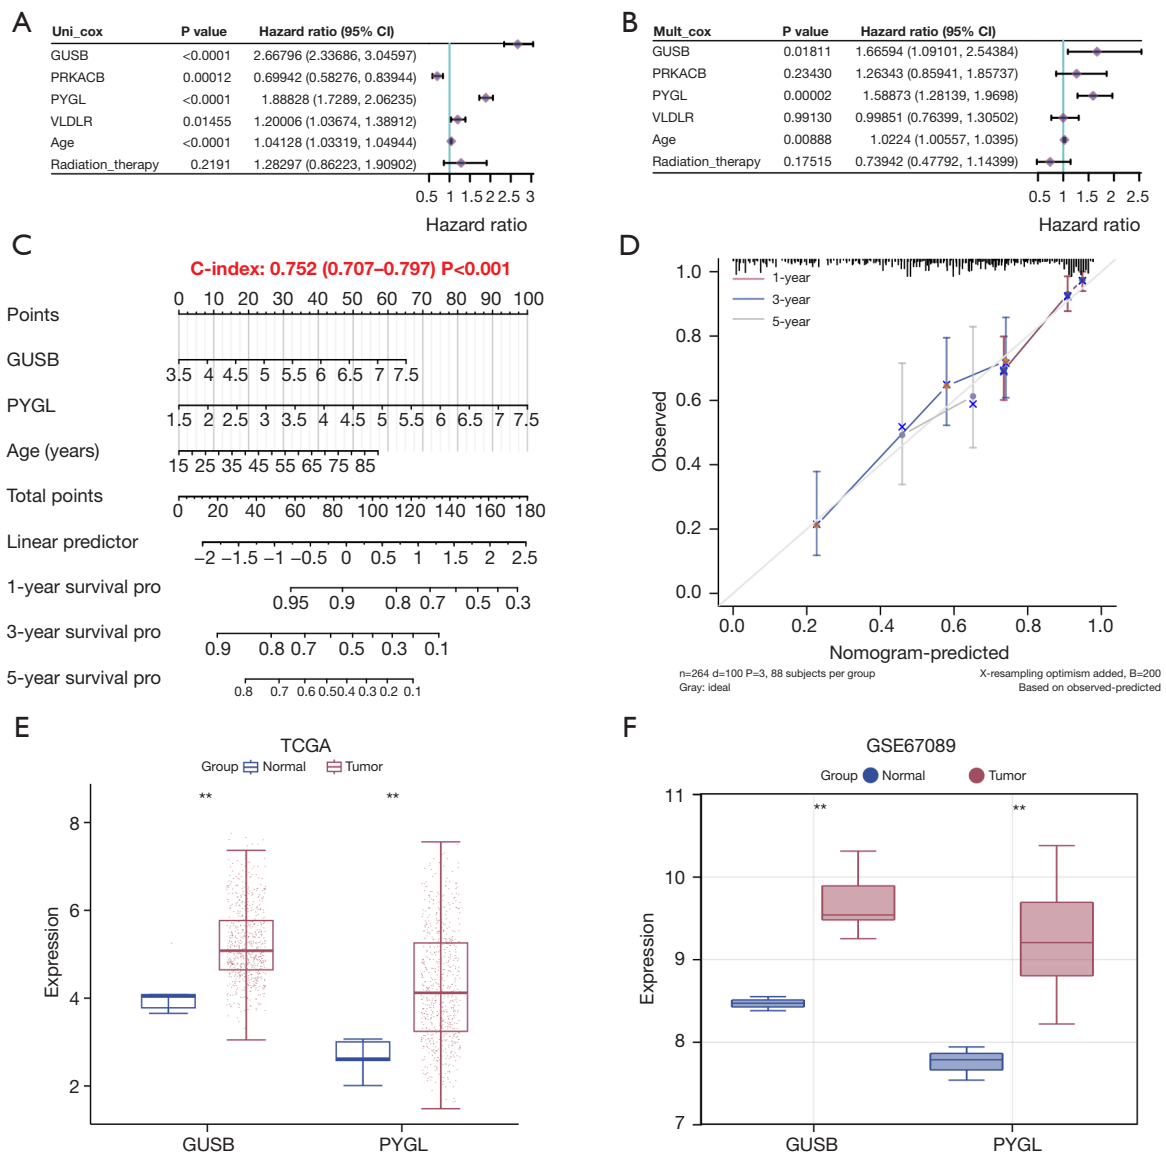 A
Uni_cox P value Hazard ratio (95% CI)
GUSB <0.0001 2.66796 (2.33686, 3.04597)
PRKACB 0.00012 0.69942 (0.58276, 0.83944)
PYGL <0.0001 1.88828 (1.7289, 2.06235)
VLDLR 0.01455 1.20006 (1.03674, 1.38912)
Age <0.0001 1.04128 (1.03319, 1.04944)
Radiation_therapy 0.2191 1.28297 (0.86223, 1.90902)
0.5 1 1.5 2 2.5 3
Hazard ratio
B
Mult_cox P value Hazard ratio (95% CI)
GUSB 0.01811 1.66594 (1.09101, 2.54384)
PRKACB 0.23430 1.26343 (0.85941, 1.85737)
PYGL 0.00002 1.58873 (1.28139, 1.9698)
VLDLR 0.99130 0.99851 (0.76399, 1.30502)
Age 0.00888 1.0224 (1.00557, 1.0395)
Radiation_therapy 0.17515 0.73942 (0.47792, 1.14399)
0.5 1 1.5 2 2.5
Hazard ratio
C
C-index: 0.752 (0.707–0.797) P<0.001
0 10 20 30 40 50 60 70 80 90 100
Points
GUSB
3.5 4 4.5 5 5.5 6 6.5 7 7.5
PYGL
1.5 2 2.5 3 3.5 4 4.5 5 5.5 6 6.5 7 7.5
Age (years)
15 25 35 45 55 65 75 85
Total points
0 20 40 60 80 100 120 140 160 180
Linear predictor
−2 −1.5 −1 −0.5 0 0.5 1 1.5 2 2.5
1-year survival pro
0.95 0.9 0.8 0.7 0.5 0.3
3-year survival pro
0.9 0.8 0.7 0.5 0.3 0.1
5-year survival pro
0.8 0.7 0.6 0.5 0.4 0.3 0.2 0.1
D
1-year
3-year
5-year
1.0
0.8
0.6
0.4
0.2
0.0
Observed
0.0 0.2 0.4 0.6 0.8 1.0
Nomogram-predicted
n=264 d=100 P=3, 88 subjects per group
Gray: ideal
X-resampling optimism added, B=200
Based on observed-predicted
E
TCGA
Group Normal Tumor
** **
8
6
4
2
Expression
GUSB PYGL
F
GSE67089
Group Normal Tumor
** **
11
10
9
8
7
Expression
GUSB PYGL